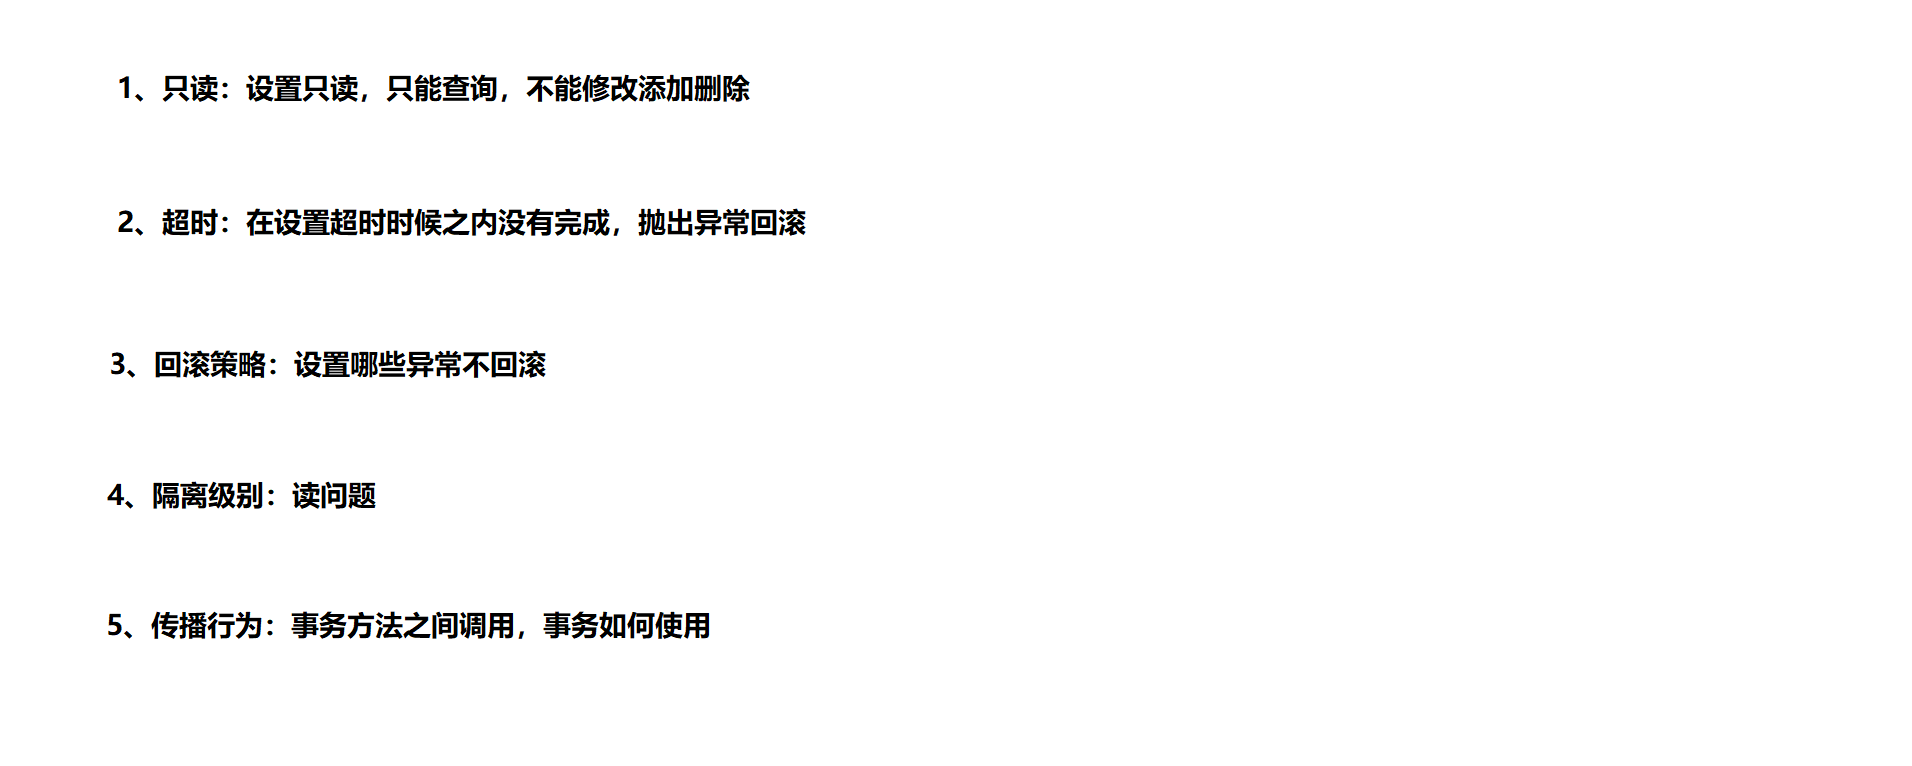 1、只读：设置只读，只能查询，不能修改添加删除
2、超时：在设置超时时候之内没有完成，抛出异常回滚
3、回滚策略：设置哪些异常不回滚
4、隔离级别：读问题
5、传播行为：事务方法之间调用，事务如何使用